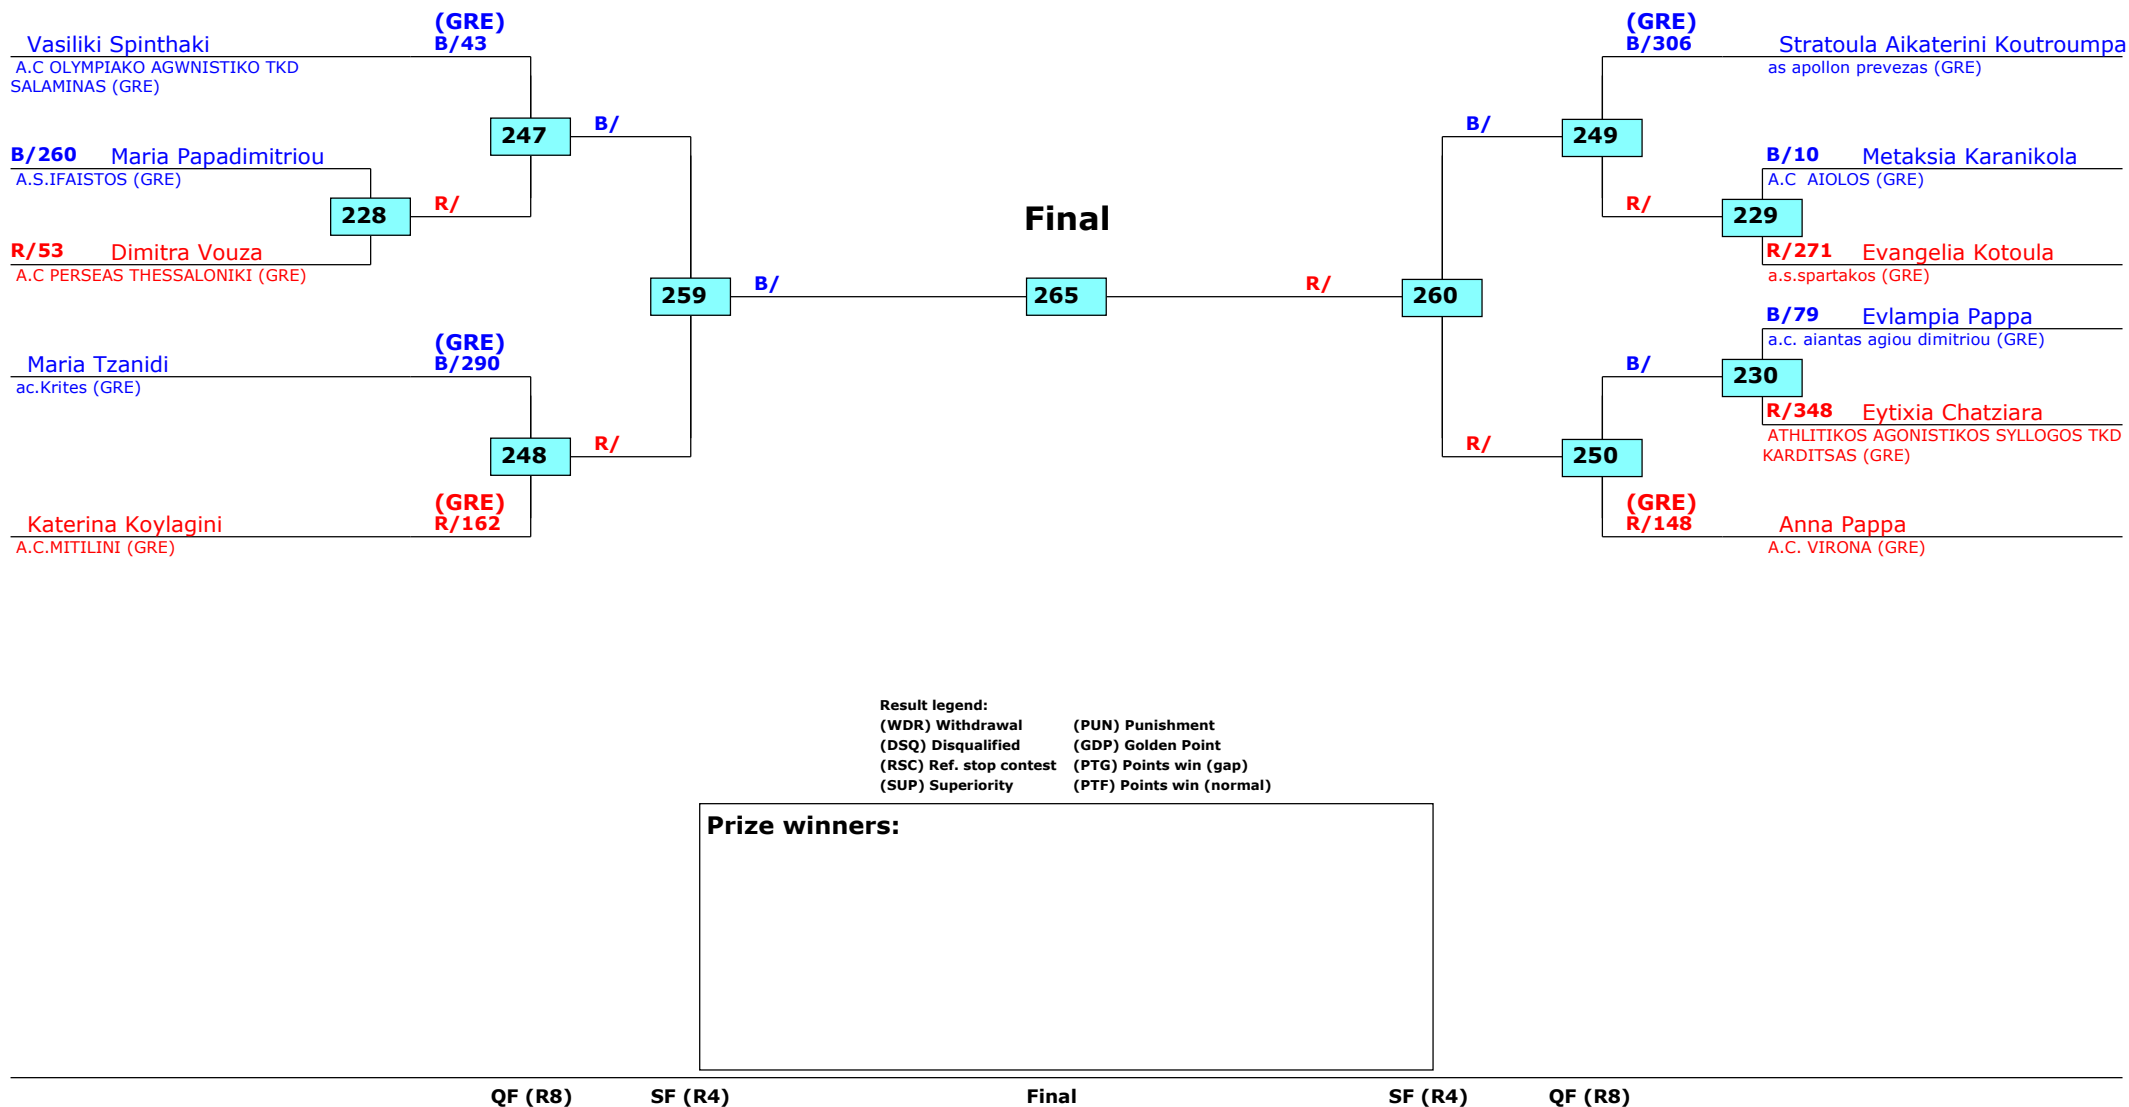 (GRE)
Vasiliki Spinthaki B/43
A.C OLYMPIAKO AGWNISTIKO TKD
SALAMINAS (GRE)
247 B/
B/260 Maria Papadimitriou
A.S.IFAISTOS (GRE)
228 R/
R/53 Dimitra Vouza
A.C PERSEAS THESSALONIKI (GRE)
259 B/
(GRE)
Maria Tzanidi B/290
ac.Krites (GRE)
248 R/
(GRE)
Katerina Koylagini R/162
A.C.MITILINI (GRE)
Final
265
(GRE)
B/306 Stratoula Aikaterini Koutroumpa
as apollon prevezas (GRE)
B/ 249
B/10 Metaksia Karanikola
A.C  AIOLOS (GRE)
R/ 229
R/271 Evangelia Kotoula
a.s.spartakos (GRE)
R/ 260
B/79 Evlampia Pappa
a.c. aiantas agiou dimitriou (GRE)
B/ 230
R/348 Eytixia Chatziara
ATHLITIKOS AGONISTIKOS SYLLOGOS TKD
KARDITSAS (GRE)
R/ 250
(GRE)
R/148 Anna Pappa
A.C. VIRONA (GRE)
Result legend:
(WDR) Withdrawal (PUN) Punishment
(DSQ) Disqualified (GDP) Golden Point
(RSC) Ref. stop contest (PTG) Points win (gap)
(SUP) Superiority (PTF) Points win (normal)
Prize winners:
QF (R8) SF (R4) Final SF (R4) QF (R8)